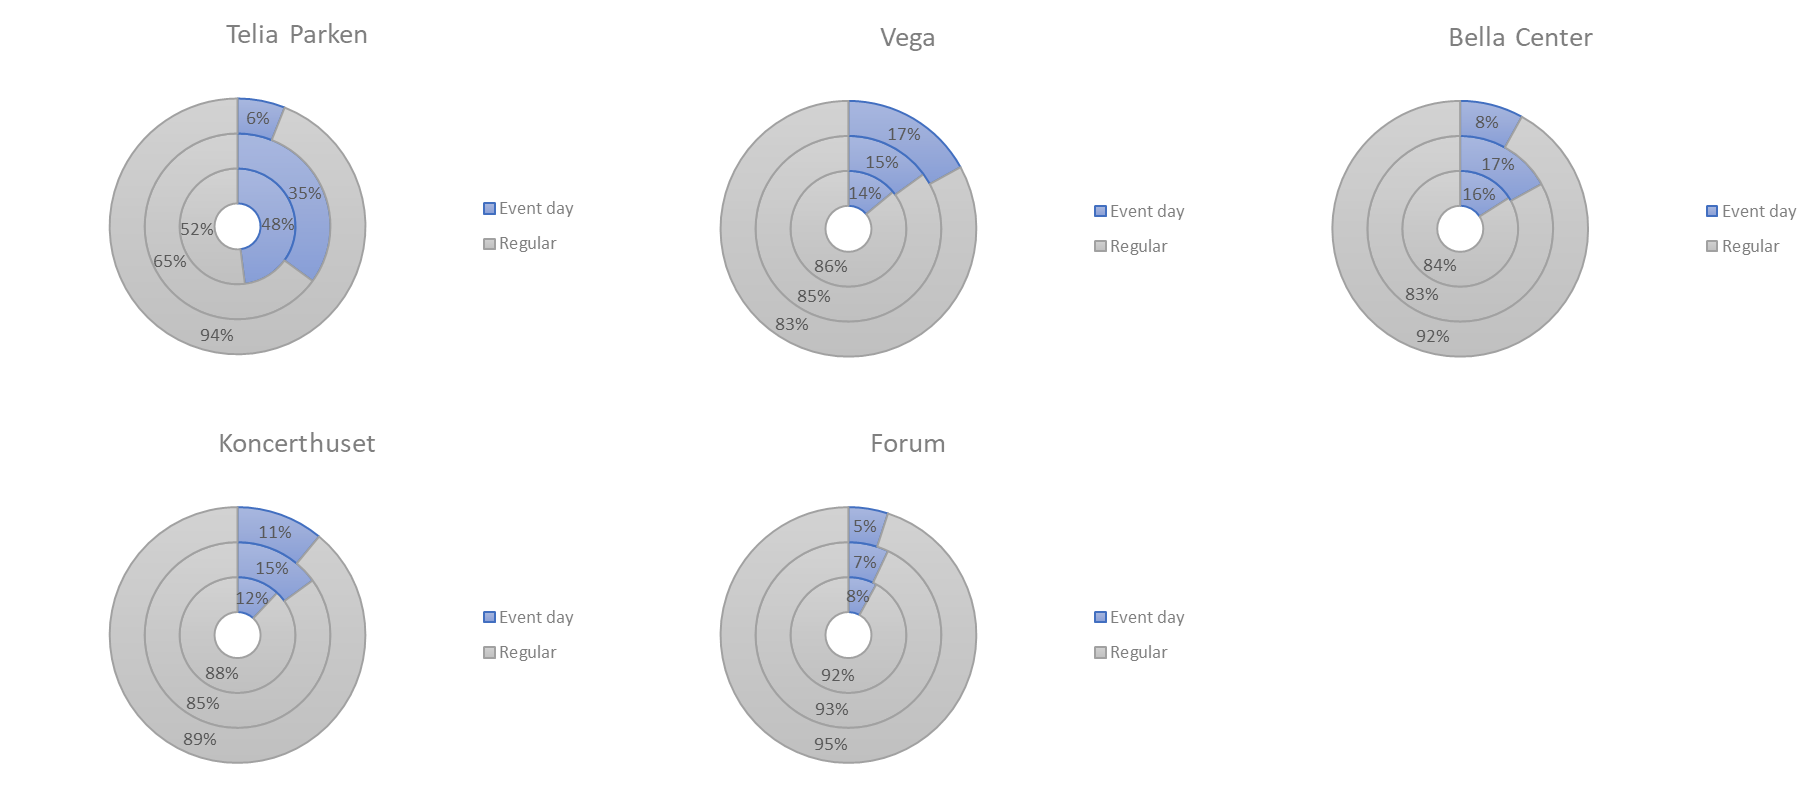 Telia Parken
6%
35%
48%
52%
65%
94%
Event day
Regular
Vega
17%
15%
14%
86%
85%
83%
Event day
Regular
Bella Center
8%
17%
16%
84%
83%
92%
Event day
Regular
Koncerthuset
11%
15%
12%
88%
85%
89%
Event day
Regular
Forum
5%
7%
8%
92%
93%
95%
Event day
Regular